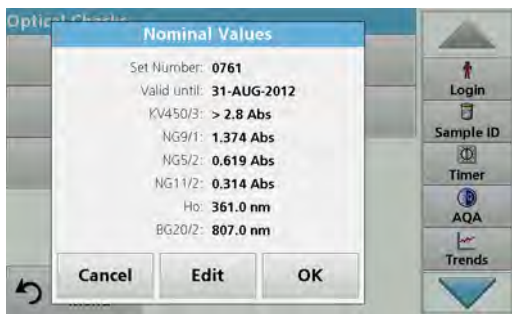 Nominal Values
Set Number: 0761
Valid until: 31-AUG-2012
KV450/3: > 2.8 Abs
NG9/1: 1.374 Abs
NG5/2: 0.619 Abs
NG11/2: 0.314 Abs
Ho: 361.0 nm
BG20/2: 807.0 nm
Cancel
Edit
OK
Login
Sample ID
Timer
AQA
Trends